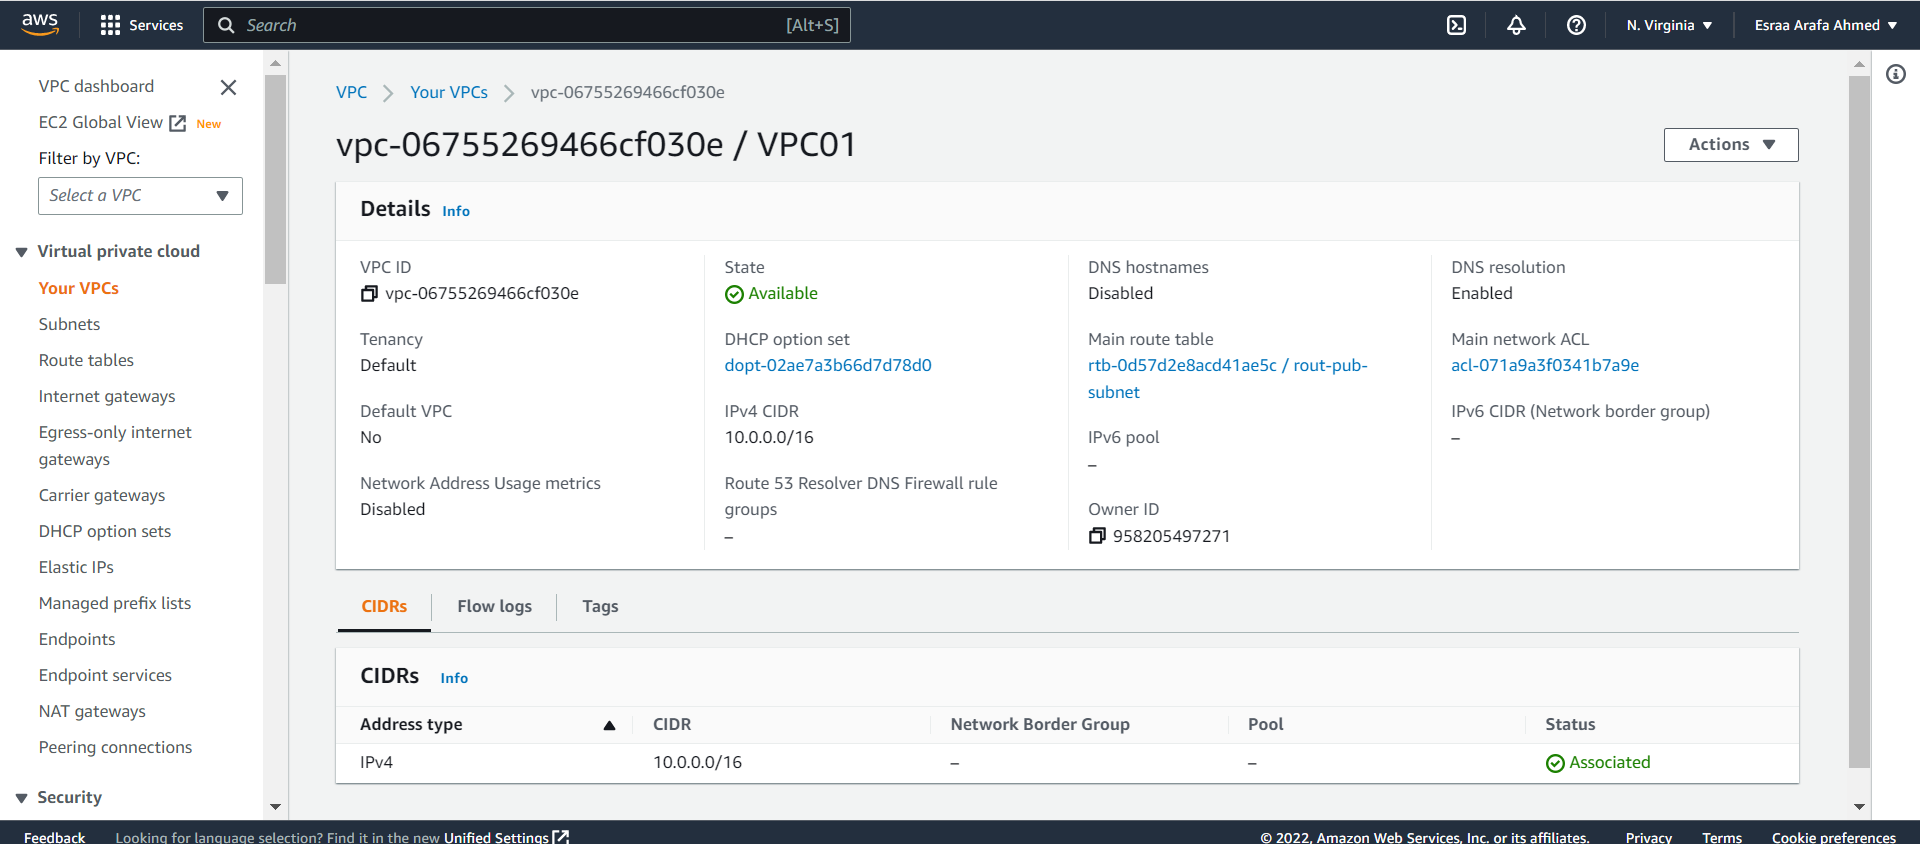 aws
Services
Search
[Alt+S]
N. Virginia
Esraa Arafa Ahmed
VPC dashboard
EC2 Global View New
Filter by VPC:
Select a VPC
Virtual private cloud
Your VPCs
Subnets
Route tables
Internet gateways
Egress-only internet
gateways
Carrier gateways
DHCP option sets
Elastic IPs
Managed prefix lists
Endpoints
Endpoint services
NAT gateways
Peering connections
Security
VPC
Your VPCs
vpc-06755269466cf030e
vpc-06755269466cf030e / VPC01
Actions
Details Info
VPC ID
vpc-06755269466cf030e
Tenancy
Default
Default VPC
No
Network Address Usage metrics
Disabled
State
Available
DHCP option set
dopt-02ae7a3b66d7d78d0
IPv4 CIDR
10.0.0.0/16
Route 53 Resolver DNS Firewall rule
groups
–
DNS hostnames
Disabled
Main route table
rtb-0d57d2e8acd41ae5c / rout-pub-
subnet
IPv6 pool
–
Owner ID
958205497271
DNS resolution
Enabled
Main network ACL
acl-071a9a3f0341b7a9e
IPv6 CIDR (Network border group)
–
CIDRs
Flow logs
Tags
CIDRs Info
Address type CIDR Network Border Group Pool Status
IPv4 10.0.0.0/16 – – Associated
Feedback
Looking for language selection? Find it in the new Unified Settings
© 2022, Amazon Web Services, Inc. or its affiliates.
Privacy
Terms
Cookie preferences